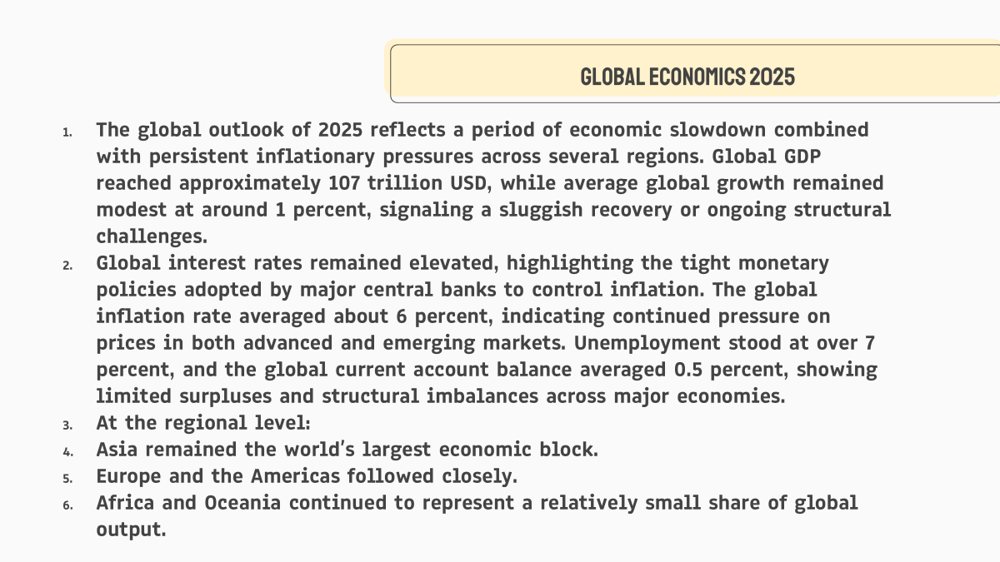 GLOBAL ECONOMICS 2025
1. The global outlook of 2025 reflects a period of economic slowdown combined
with persistent inflationary pressures across several regions. Global GDP
reached approximately 107 trillion USD, while average global growth remained
modest at around 1 percent, signaling a sluggish recovery or ongoing structural
challenges.
2. Global interest rates remained elevated, highlighting the tight monetary
policies adopted by major central banks to control inflation. The global
inflation rate averaged about 6 percent, indicating continued pressure on
prices in both advanced and emerging markets. Unemployment stood at over 7
percent, and the global current account balance averaged 0.5 percent, showing
limited surpluses and structural imbalances across major economies.
3. At the regional level:
4. Asia remained the world's largest economic block.
5. Europe and the Americas followed closely.
6. Africa and Oceania continued to represent a relatively small share of global
output.